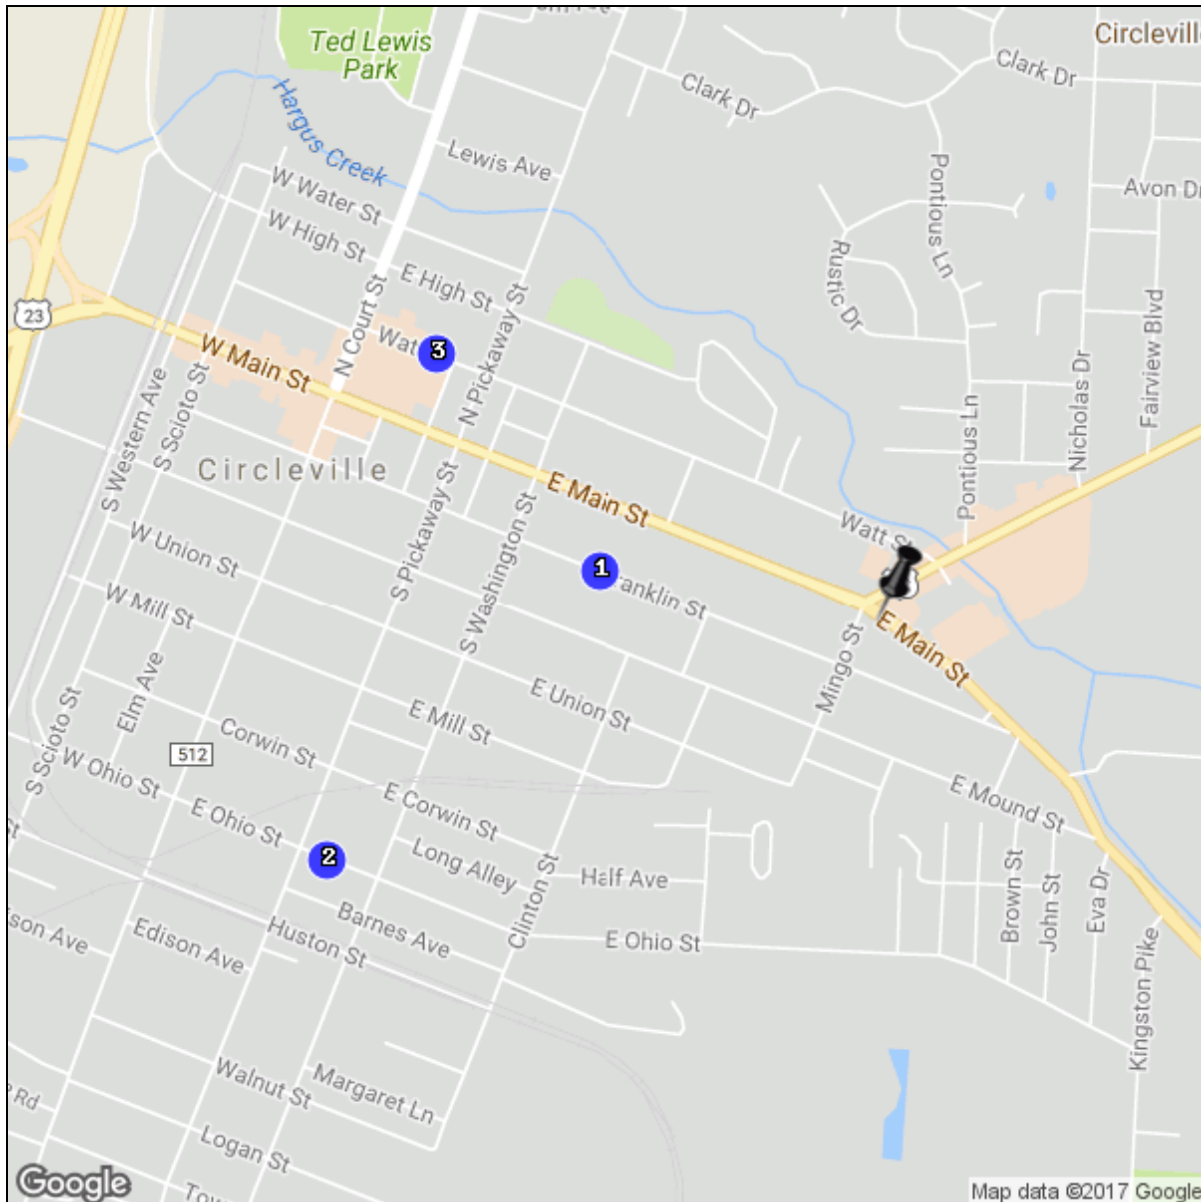 Ted Lewis
Park
Circlevill
Clark Dr
Clark Dr
Hargus Creek
Lewis Ave
W Water St
Pontious Ln
Avon Dr
W High St
E High St
Rustic Dr
23
N Court St
N Pickaway St
Fairview Blvd
Nicholas Dr
W Main St
3
S Western Ave
S Scioto St
Pontious Ln
Circleville
S Pickaway St
E Main St
Watt St
W Union St
S Washington St
1
ranklin St
W Mill St
E Main St
Mingo St
Elm Ave
E Union St
S Scioto St
E Mill St
Corwin St
512
W Ohio St
E Corwin St
E Mound St
E Ohio St
Long Alley
2
Half Ave
Clinton St
Brown St
John St
Eva Dr
Barnes Ave
Edison Ave
Huston St
son Ave
E Ohio St
Kingston Pike
Walnut St
Margaret Ln
Rd
Logan St
Google
Map data ©2017 Google